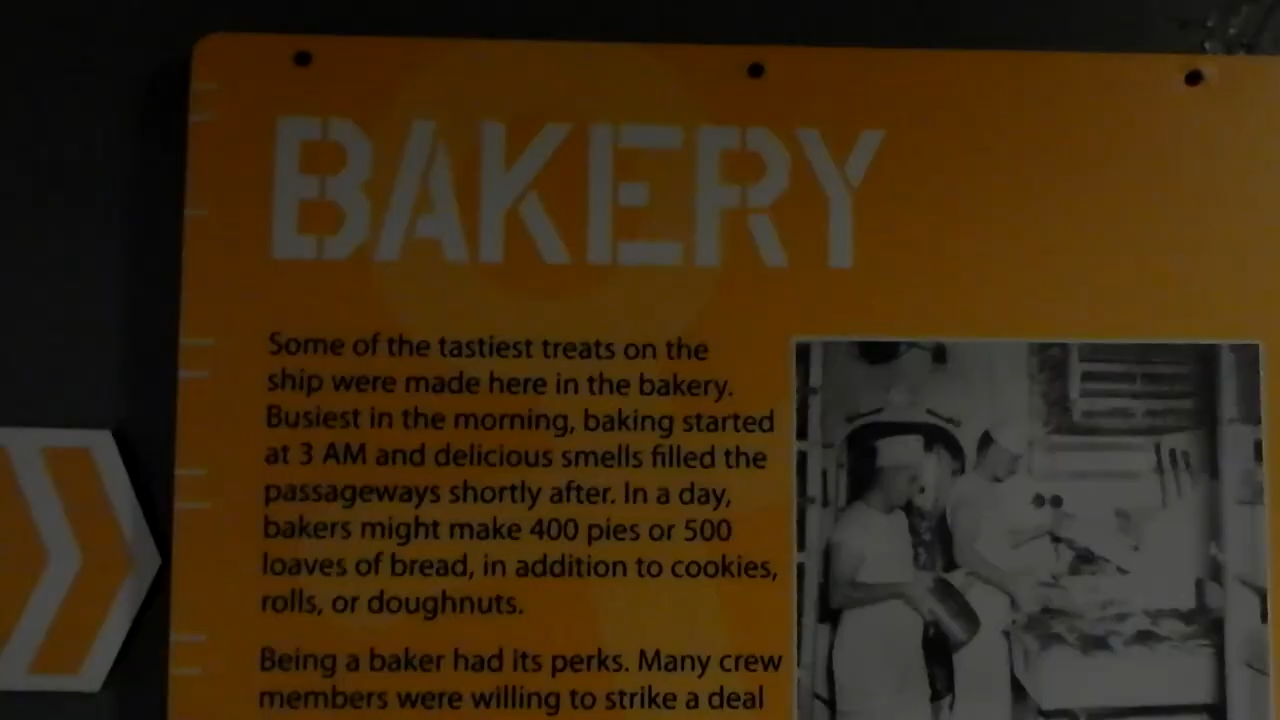 BAKERY
Some of the tastiest treats on the
ship were made here in the bakery.
Busiest in the morning, baking started
at 3 AM and delicious smells filled the
passageways shortly after. In a day,
bakers might make 400 pies or 500
loaves of bread, in addition to cookies,
rolls, or doughnuts.
Being a baker had its perks. Many crew
members were willing to strike a deal